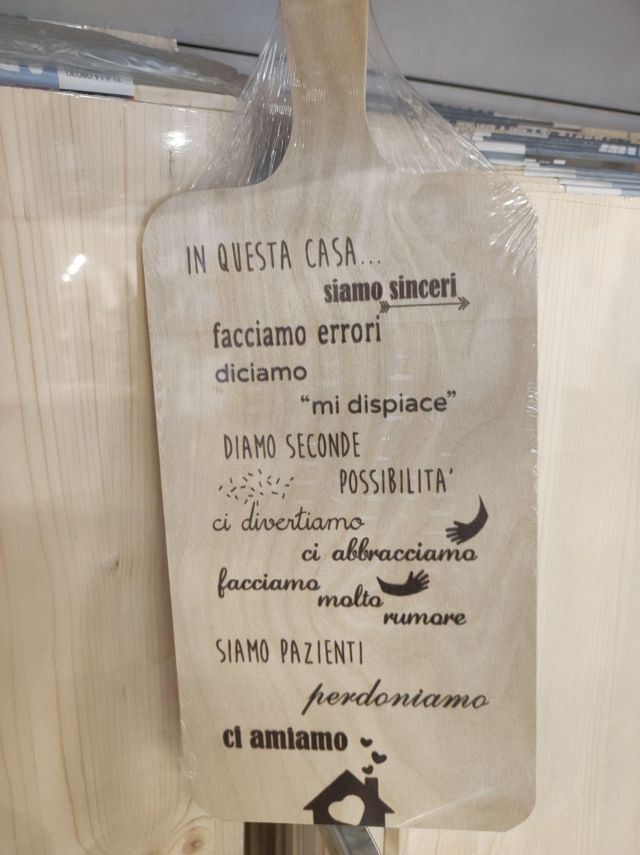 IN QUESTA CASA...
siamo sinceri
facciamo errori
diciamo
“mi dispiace”
DIAMO SECONDE
POSSIBILITA'
ci divertiamo
ci abbracciamo
facciamo
molto
rumore
SIAMO PAZIENTI
perdoniamo
ci amiamo